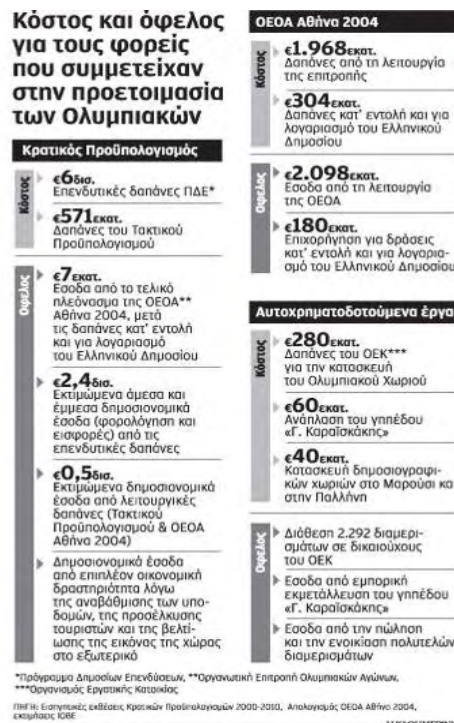 Κόστος και όφελος
για τους φορείς
που συμμετείχαν
στην προετοιμασία
των Ολυμπιακών
Κρατικός Προϋπολογισμός
Κόστος
€6δισ.
Επενδυτικές δαπάνες ΠΔΕ*
€571εκατ.
Δαπάνες του Τακτικού
Προϋπολογισμού
Οφελος
€7εκατ.
Εσοδα από το τελικό
πλεόνασμα της ΟΕΟΑ**
Αθήνα 2004, μετά
τις δαπάνες κατ' εντολή
και για λογαριασμό
του Ελληνικού Δημοσίου
€2,4δισ.
Εκτιμώμενα άμεσα και
έμμεσα δημοσιονομικά
έσοδα (φορολόγηση και
εισφορές) από τις
επενδυτικές δαπάνες
€0,5δισ.
Εκτιμώμενα δημοσιονομικά
έσοδα από λειτουργικές
δαπάνες (Τακτικού
Προϋπολογισμού & ΟΕΟΑ
Αθήνα 2004)
Δημοσιονομικά έσοδα
από επιπλέον οικονομική
δραστηριότητα λόγω
της αναβάθμισης των υπο-
δομών, της προσέλκυσης
τουριστών και της βελτί-
ωσης της εικόνας της χώρας
στο εξωτερικό
ΟΕΟΑ Αθήνα 2004
Κόστος
€1.968εκατ.
Δαπάνες από τη λειτουργία
της επιτροπής
€304εκατ.
Δαπάνες κατ' εντολή και για
λογαριασμό του Ελληνικού
Δημοσίου
Οφελος
€2.098εκατ.
Εσοδα από τη λειτουργία
της ΟΕΟΑ
€180εκατ.
Επιχορήγηση για δράσεις
κατ' εντολή και για λογαρια-
σμό του Ελληνικού Δημοσίου
Αυτοχρηματοδοτούμενα έργα
Κόστος
€280εκατ.
Δαπάνες του ΟΕΚ***
για την κατασκευή
του Ολυμπιακού Χωριού
€60εκατ.
Ανάπλαση του γηπέδου
«Γ. Καραϊσκάκης»
€40εκατ.
Κατασκευή δημοσιογραφι-
κών χωριών στο Μαρούσι κα
στην Παλλήνη
Οφελος
Διάθεση 2.292 διαμερι-
σμάτων σε δικαιούχους
του ΟΕΚ
Εσοδα από εμπορική
εκμετάλλευση του γηπέδου
«Γ. Καραϊσκάκης»
Εσοδα από την πώληση
και την ενοικίαση πολυτελών
διαμερισμάτων
*Πρόγραμμα Δημοσίων Επενδύσεων, **Οργανωτική Επιτροπή Ολυμπιακών Αγώνων,
***Οργανισμός Εργατικής Κατοικίας
ΠΗΓΗ: Εισηγητικές εκθέσεις Κρατικών Προϋπολογισμών 2000-2010, Απολογισμός ΟΕΟΑ Αθήνα 2004,
εκτιμήσεις ΙΟΒΕ